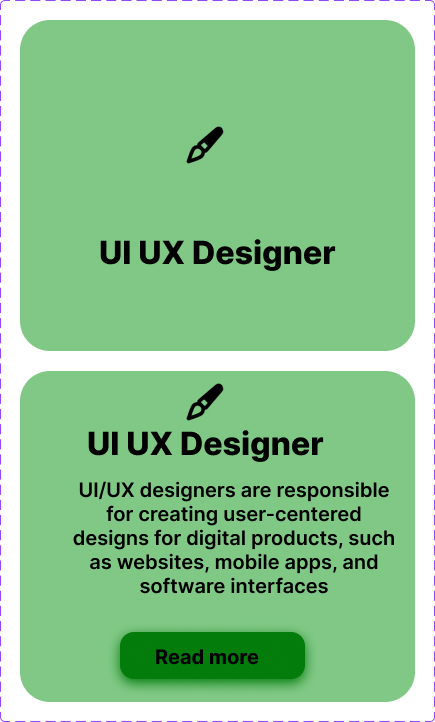 UI UX Designer
UI UX Designer
UI/UX designers are responsible
for creating user-centered
designs for digital products, such
as websites, mobile apps, and
software interfaces
Read more